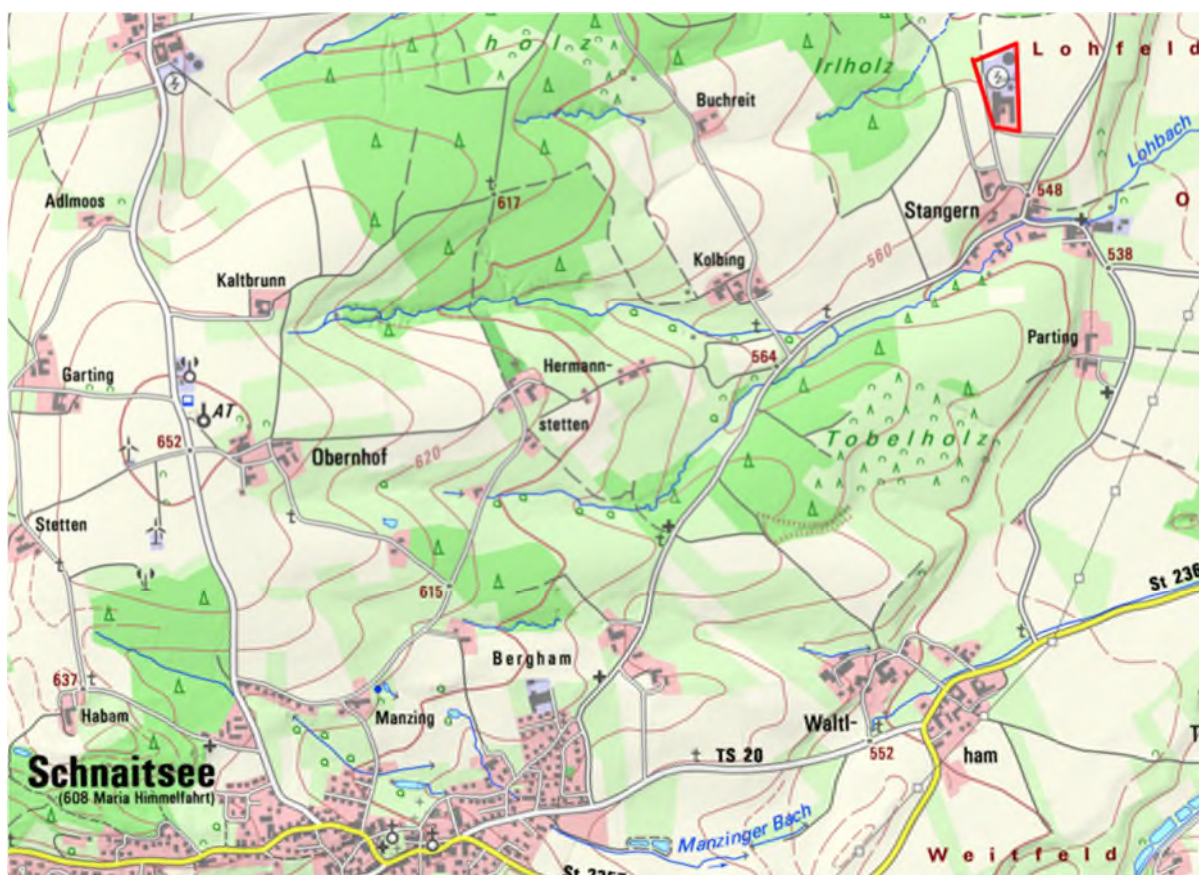 holz
Irlholz
Lohfeld
Buchreit
Lohbach
617
Adlmoos
Stangern
548
O
560
538
Kaltbrunn
Kolbing
Parting
Garting
Hermann-
stetten
564
AT
652
Obernhof
620
Tobelholz
Stetten
615
St 236
Bergham
637
Habam
Manzing
Waltl-
ham
TS 20
552
Schnaitsee
(608 Maria Himmelfahrt)
Manzinger Bach
Weitfeld